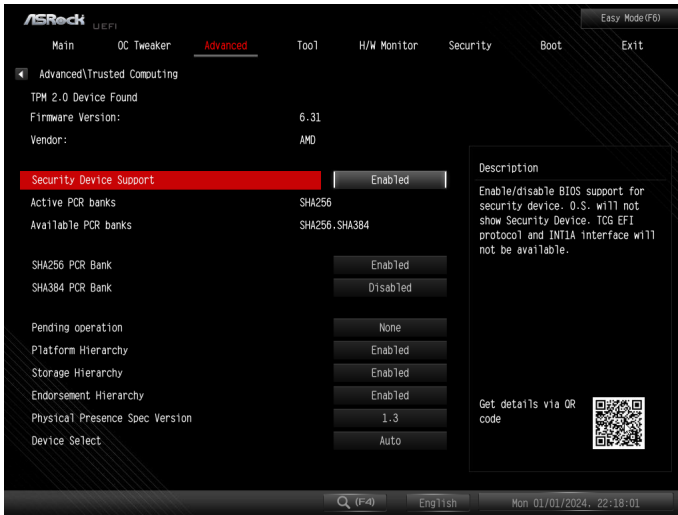 ASRock UEFI
Easy Mode(F6)
Main OC Tweaker Advanced Tool H/W Monitor Security Boot Exit
Advanced\Trusted Computing
TPM 2.0 Device Found
Firmware Version: 6.31
Vendor: AMD
Security Device Support Enabled
Active PCR banks SHA256
Available PCR banks SHA256,SHA384
SHA256 PCR Bank Enabled
SHA384 PCR Bank Disabled
Pending operation None
Platform Hierarchy Enabled
Storage Hierarchy Enabled
Endorsement Hierarchy Enabled
Physical Presence Spec Version 1.3
Device Select Auto
Description
Enable/disable BIOS support for
security device. O.S. will not
show Security Device. TCG EFI
protocol and INT1A interface will
not be available.
Get details via QR
code
(F4) English Mon 01/01/2024, 22:18:01